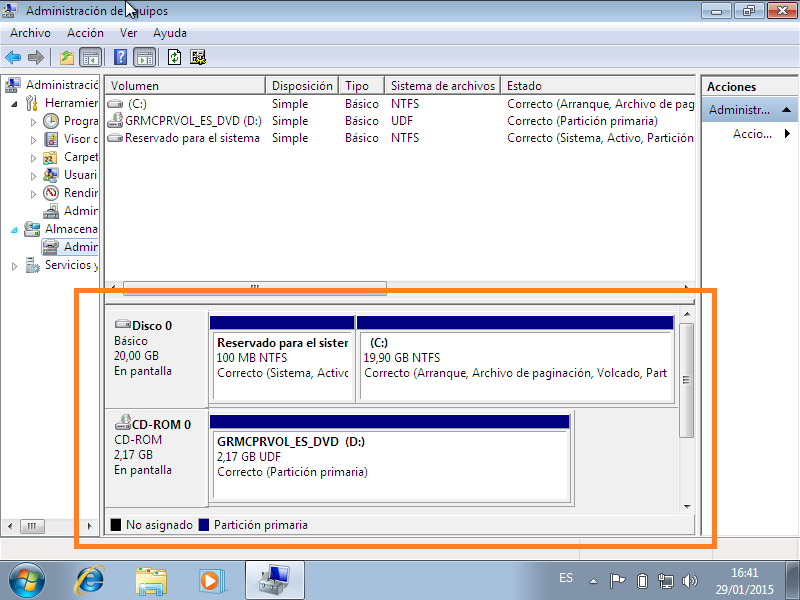 Administración de equipos
Archivo Acción Ver Ayuda
Administració
Herramier
Progra
Visor d
Carpet
Usuari
Rendir
Admin
Almacena
Admin
Servicios y
Volumen Disposición Tipo Sistema de archivos Estado
(C:) Simple Básico NTFS Correcto (Arranque, Archivo de pag
GRMCPRVOL_ES_DVD (D:) Simple Básico UDF Correcto (Partición primaria)
Reservado para el sistema Simple Básico NTFS Correcto (Sistema, Activo, Partición
Acciones
Administr...
Accio...
Disco 0
Básico
20,00 GB
En pantalla
Reservado para el sister
100 MB NTFS
Correcto (Sistema, Activo
(C:)
19,90 GB NTFS
Correcto (Arranque, Archivo de paginación, Volcado, Part
CD-ROM 0
CD-ROM
2,17 GB
En pantalla
GRMCPRVOL_ES_DVD (D:)
2,17 GB UDF
Correcto (Partición primaria)
No asignado Partición primaria
ES
16:41
29/01/2015